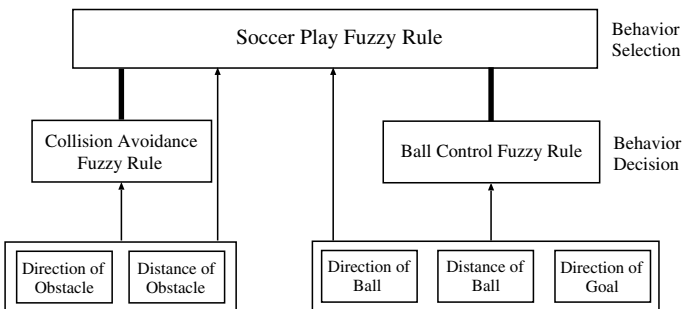 Soccer Play Fuzzy Rule
Behavior
Selection
Collision Avoidance
Fuzzy Rule
Ball Control Fuzzy Rule
Behavior
Decision
Direction of
Obstacle
Distance of
Obstacle
Direction of
Ball
Distance of
Ball
Direction of
Goal